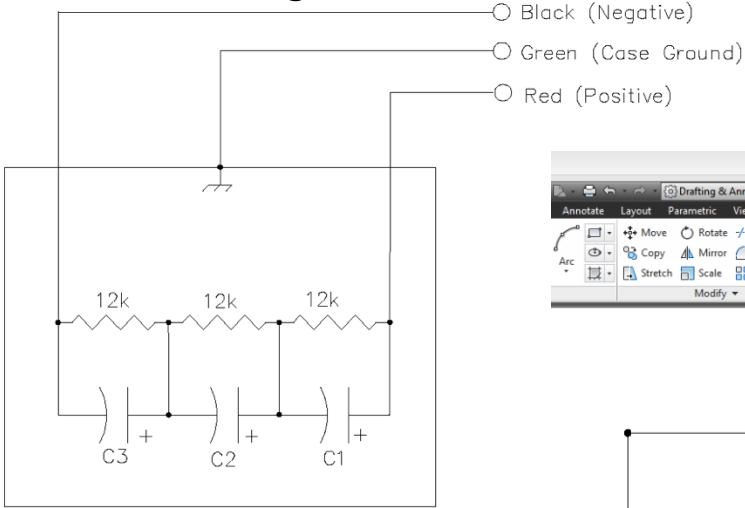 Black (Negative)
Green (Case Ground)
Red (Positive)
Drafting & Ann
Annotate Layout Parametric Vie
Move Rotate
Arc
Copy Mirror
Stretch Scale
Modify
12k 12k 12k
+ + +
C3 C2 C1